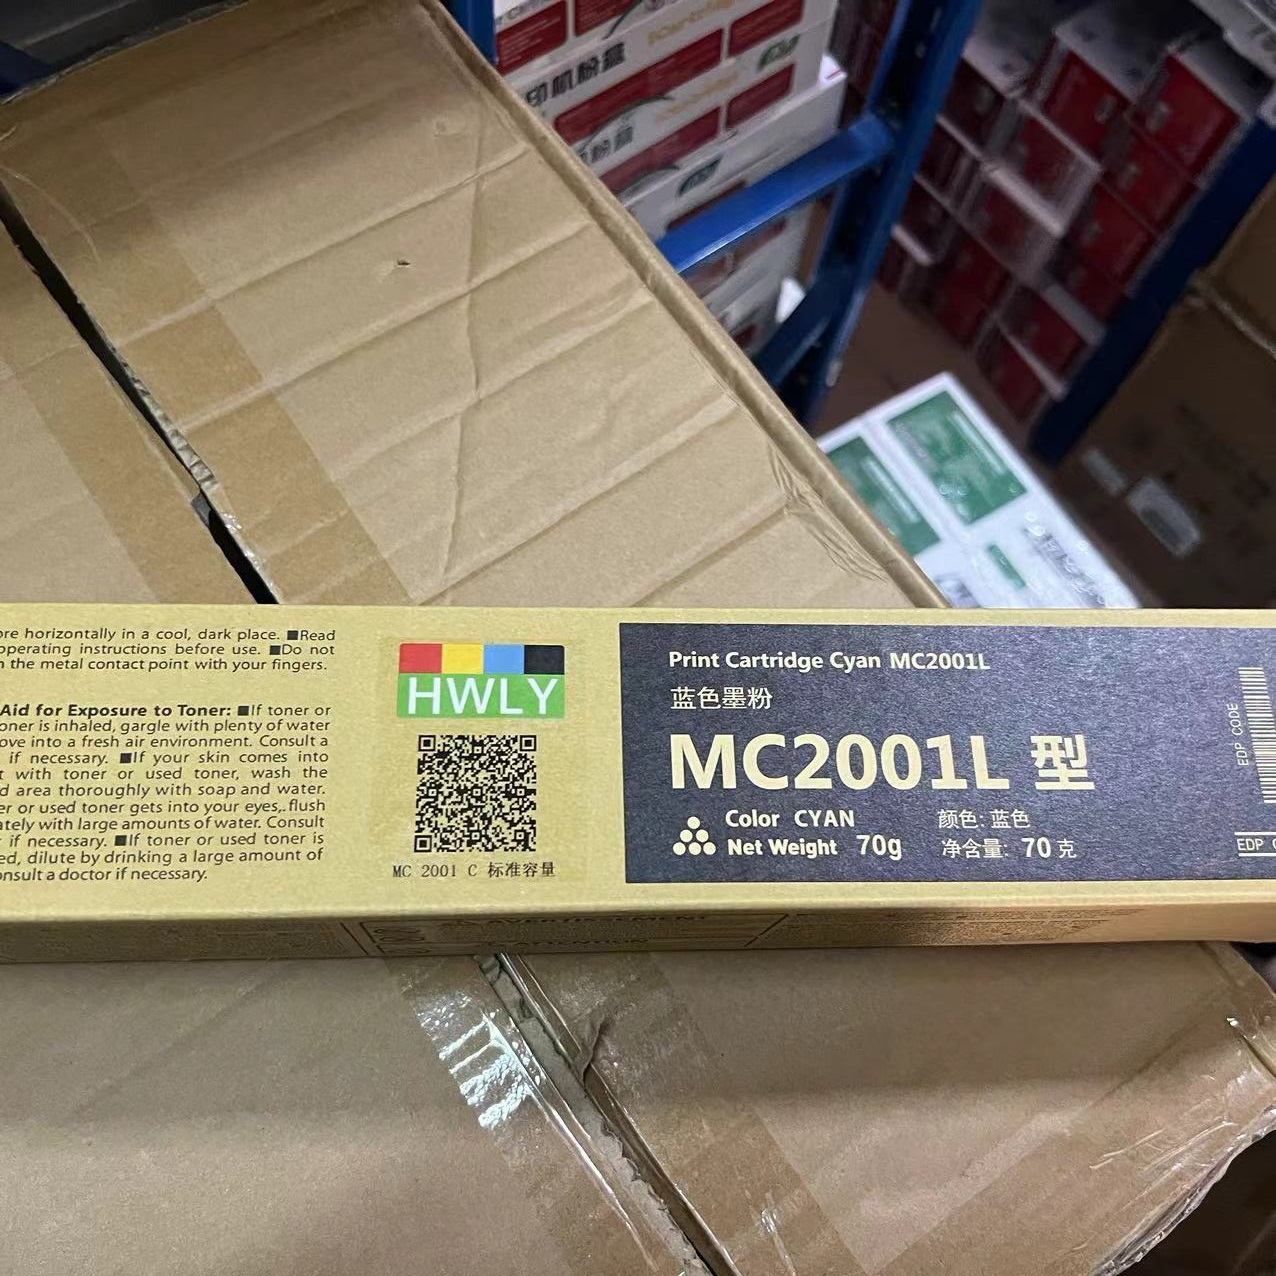 印机粉盒
ore horizontally in a cool, dark place. ■Read
operating instructions before use. ■Do not
n the metal contact point with your fingers.
Aid for Exposure to Toner: ■If toner or
oner is inhaled, gargle with plenty of water
ove into a fresh air environment. Consult a
if necessary. ■If your skin comes into
t with toner or used toner, wash the
d area thoroughly with soap and water.
er or used toner gets into your eyes,.flush
ately with large amounts of water. Consult
if necessary. ■If toner or used toner is
ed, dilute by drinking a large amount of
onsult a doctor if necessary.
HWLY
MC 2001 C 标准容量
Print Cartridge Cyan MC2001L
蓝色墨粉
MC2001L 型
Color CYAN 颜色: 蓝色
Net Weight 70g 净含量: 70 克
EDP CODE
EDP C
AVERTISSEMENT
ATTENTION